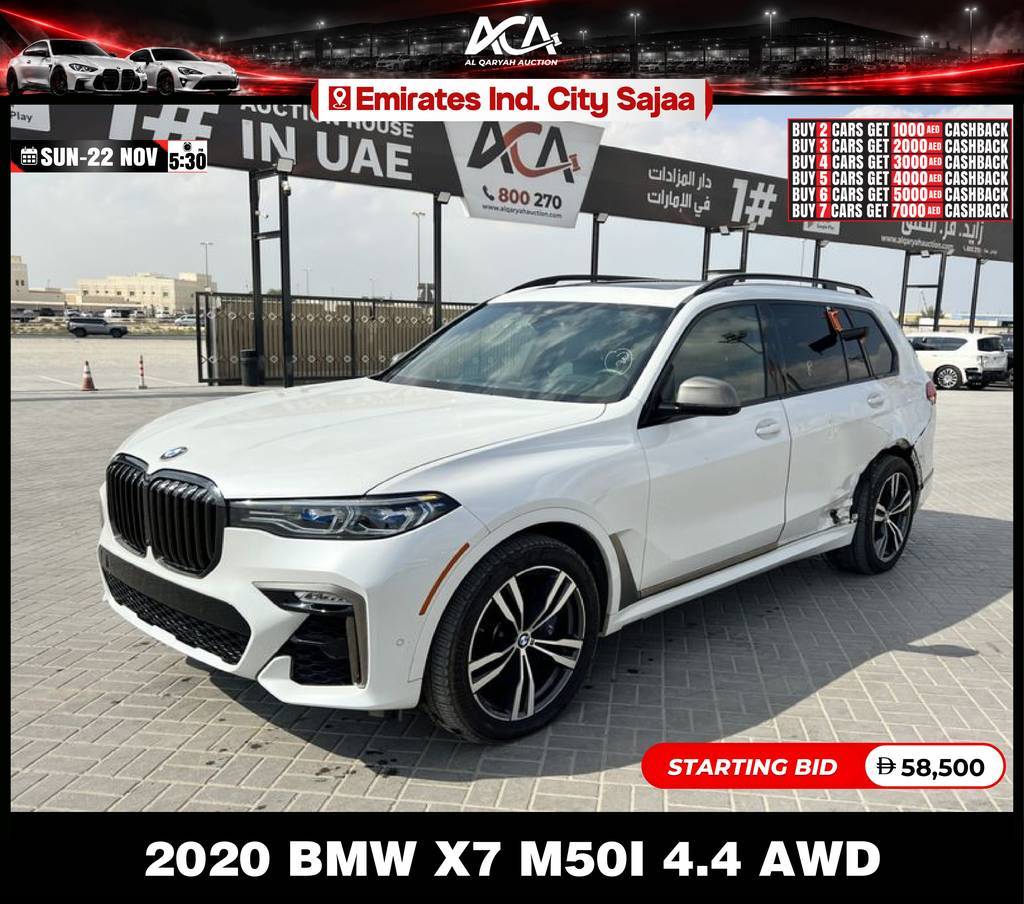 ACA
AL QARYAH AUCTION
Emirates Ind. City Sajaa
Play
1#
AUCTION HOUSE
IN UAE
SUN-22 NOV
5:30
PM
ACA
800 270
www.alqaryahauction.com
دار المزادات
في الإمارات
1#
Google Play
www.alqaryahauction.com
BUY 2 CARS GET 1000 AED CASHBACK
BUY 3 CARS GET 2000 AED CASHBACK
BUY 4 CARS GET 3000 AED CASHBACK
BUY 5 CARS GET 4000 AED CASHBACK
BUY 6 CARS GET 5000 AED CASHBACK
BUY 7 CARS GET 7000 AED CASHBACK
STARTING BID
58,500
2020 BMW X7 M50I 4.4 AWD